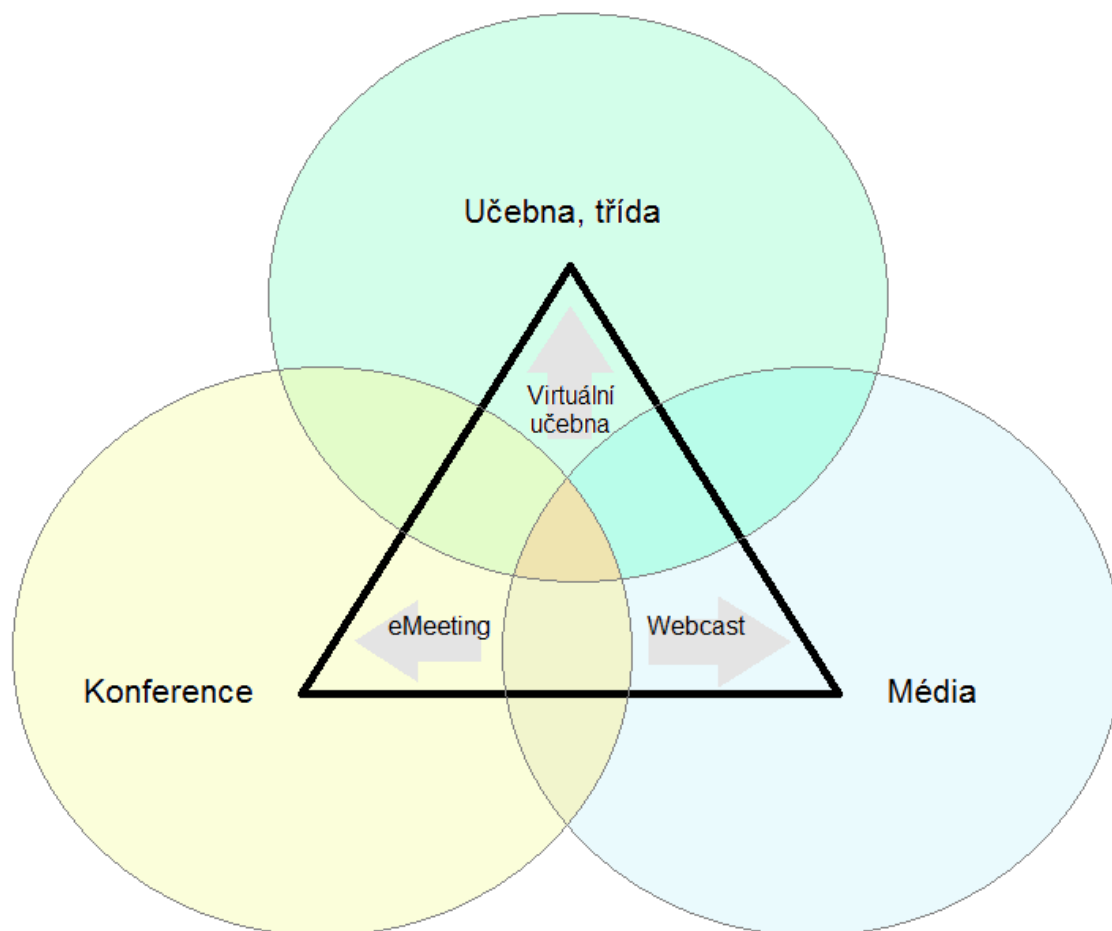 Učebna, třída
Virtuální
učebna
eMeeting
Webcast
Konference
Média